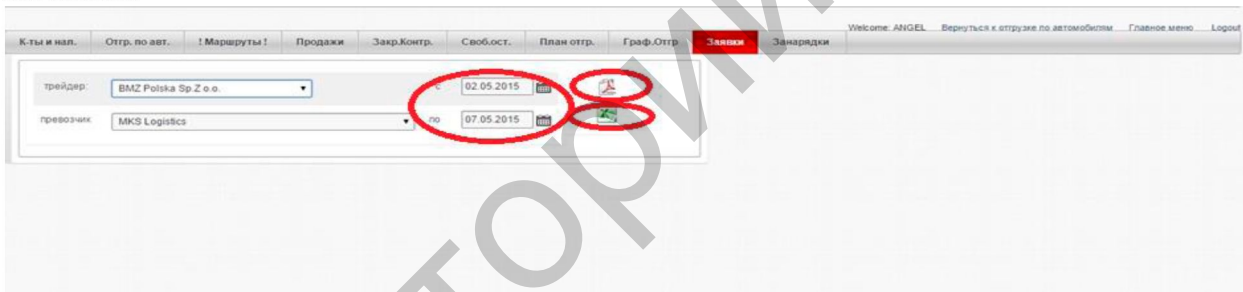 Welcome: ANGEL Вернуться к отгрузке по автомобилям Главное меню Logout
К-ты и нап. Отгр. по авт. ! Маршруты ! Продажи Закр.Контр. Своб.ост. План отгр. Граф.Отгр Заявки Занарядки
трейдер: BMZ Polska Sp.Z o.o. с 02.05.2015
превозчик MKS Logistics по 07.05.2015